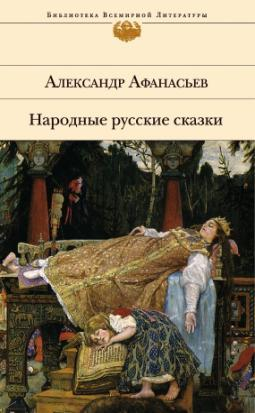 Библиотека Всемирной Литературы
Александр Афанасьев
Народные русские сказки